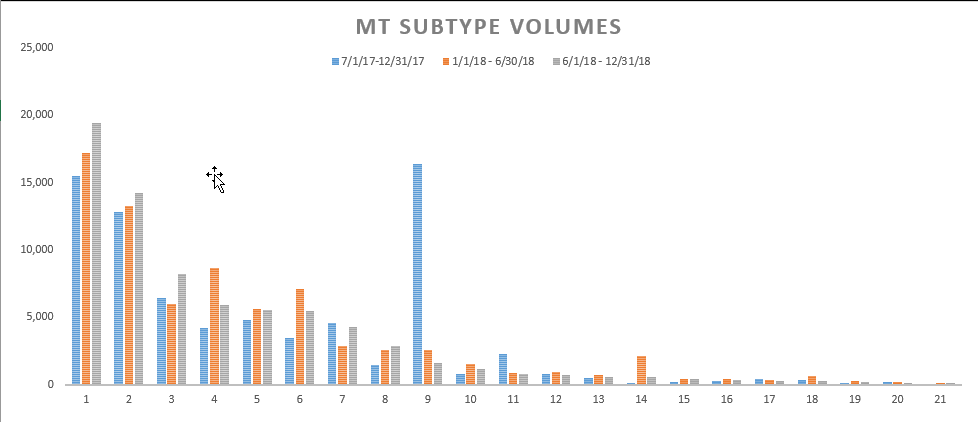 MT SUBTYPE VOLUMES
25,000
7/1/17-12/31/17 1/1/18 - 6/30/18 6/1/18 - 12/31/18
20,000
15,000
10,000
5,000
0
1 2 3 4 5 6 7 8 9 10 11 12 13 14 15 16 17 18 19 20 21